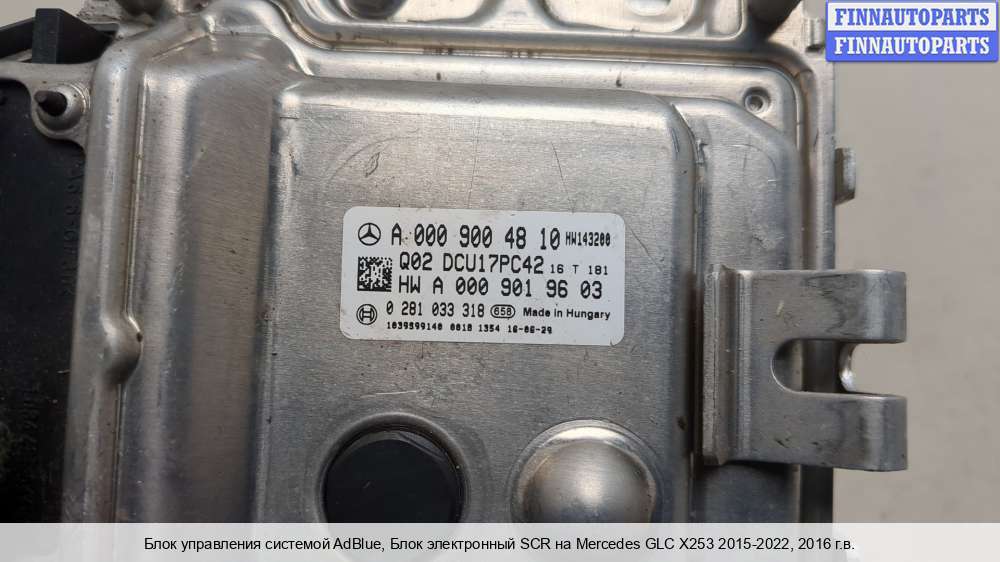 FINNAUTOPARTS
FINNAUTOPARTS
A 000 900 48 10 HW143200
Q02 DCU17PC42 16 T 181
HW A 000 901 96 03
0 281 033 318 658 Made in Hungary
1039S99140 0018 1354 16-06-29
Блок управления системой AdBlue, Блок электронный SCR на Mercedes GLC X253 2015-2022, 2016 г.в.